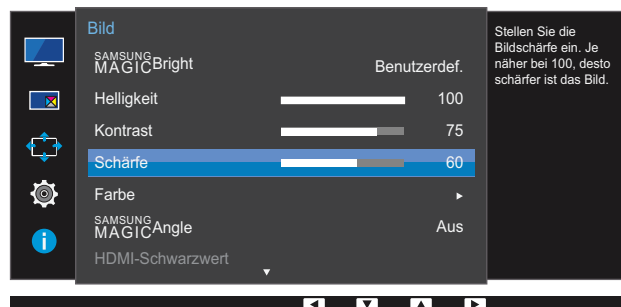 Bild
SAMSUNG MAGICBright Benutzerdef.
Helligkeit 100
Kontrast 75
Schärfe 60
Farbe
SAMSUNG MAGICAngle Aus
HDMI-Schwarzwert
Stellen Sie die
Bildschärfe ein. Je
näher bei 100, desto
schärfer ist das Bild.